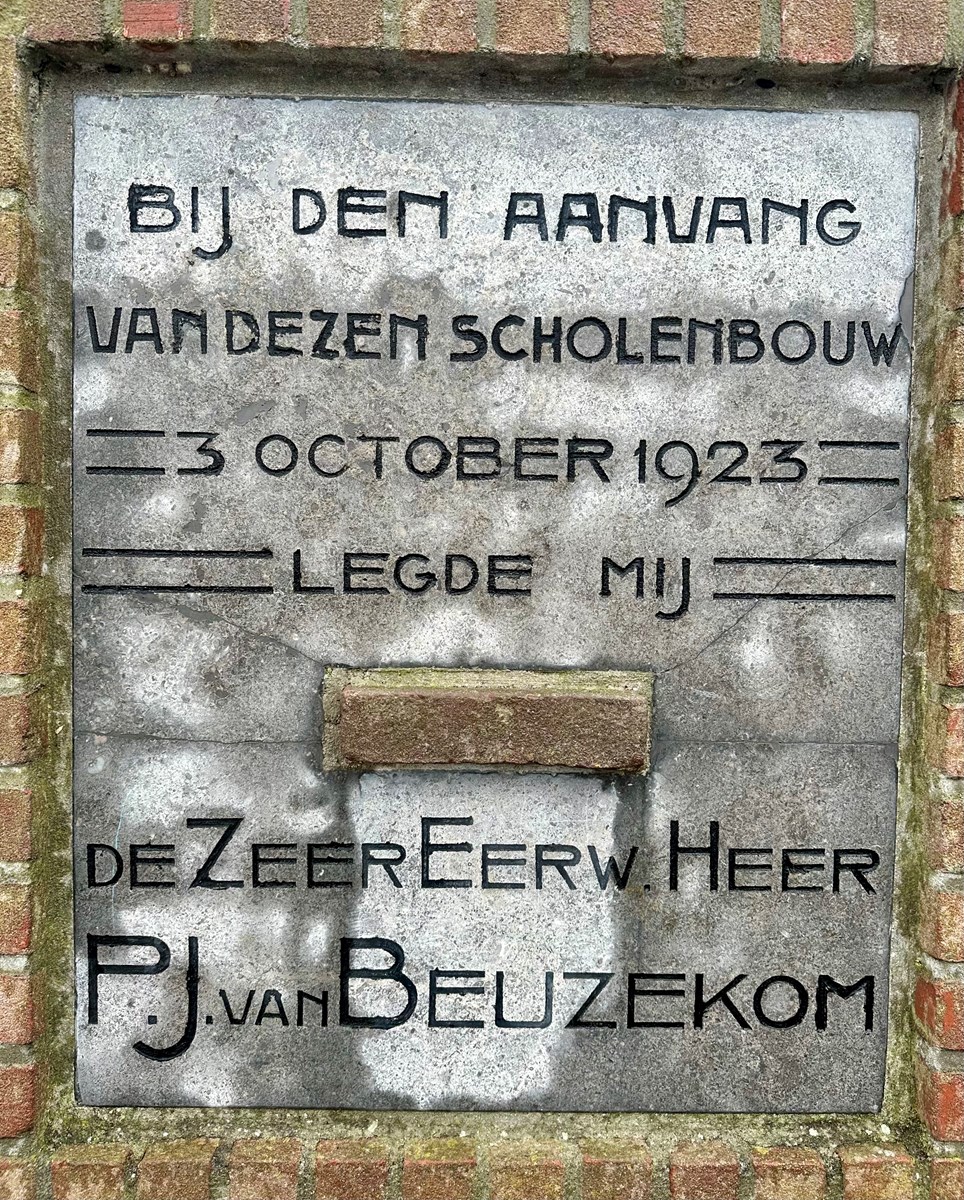 BIJ DEN AANVANG
VAN DEZEN SCHOLENBOUW
3 OCTOBER 1923
LEGDE MIJ
DE ZEER EERW. HEER
P.J. VAN BEUZEKOM